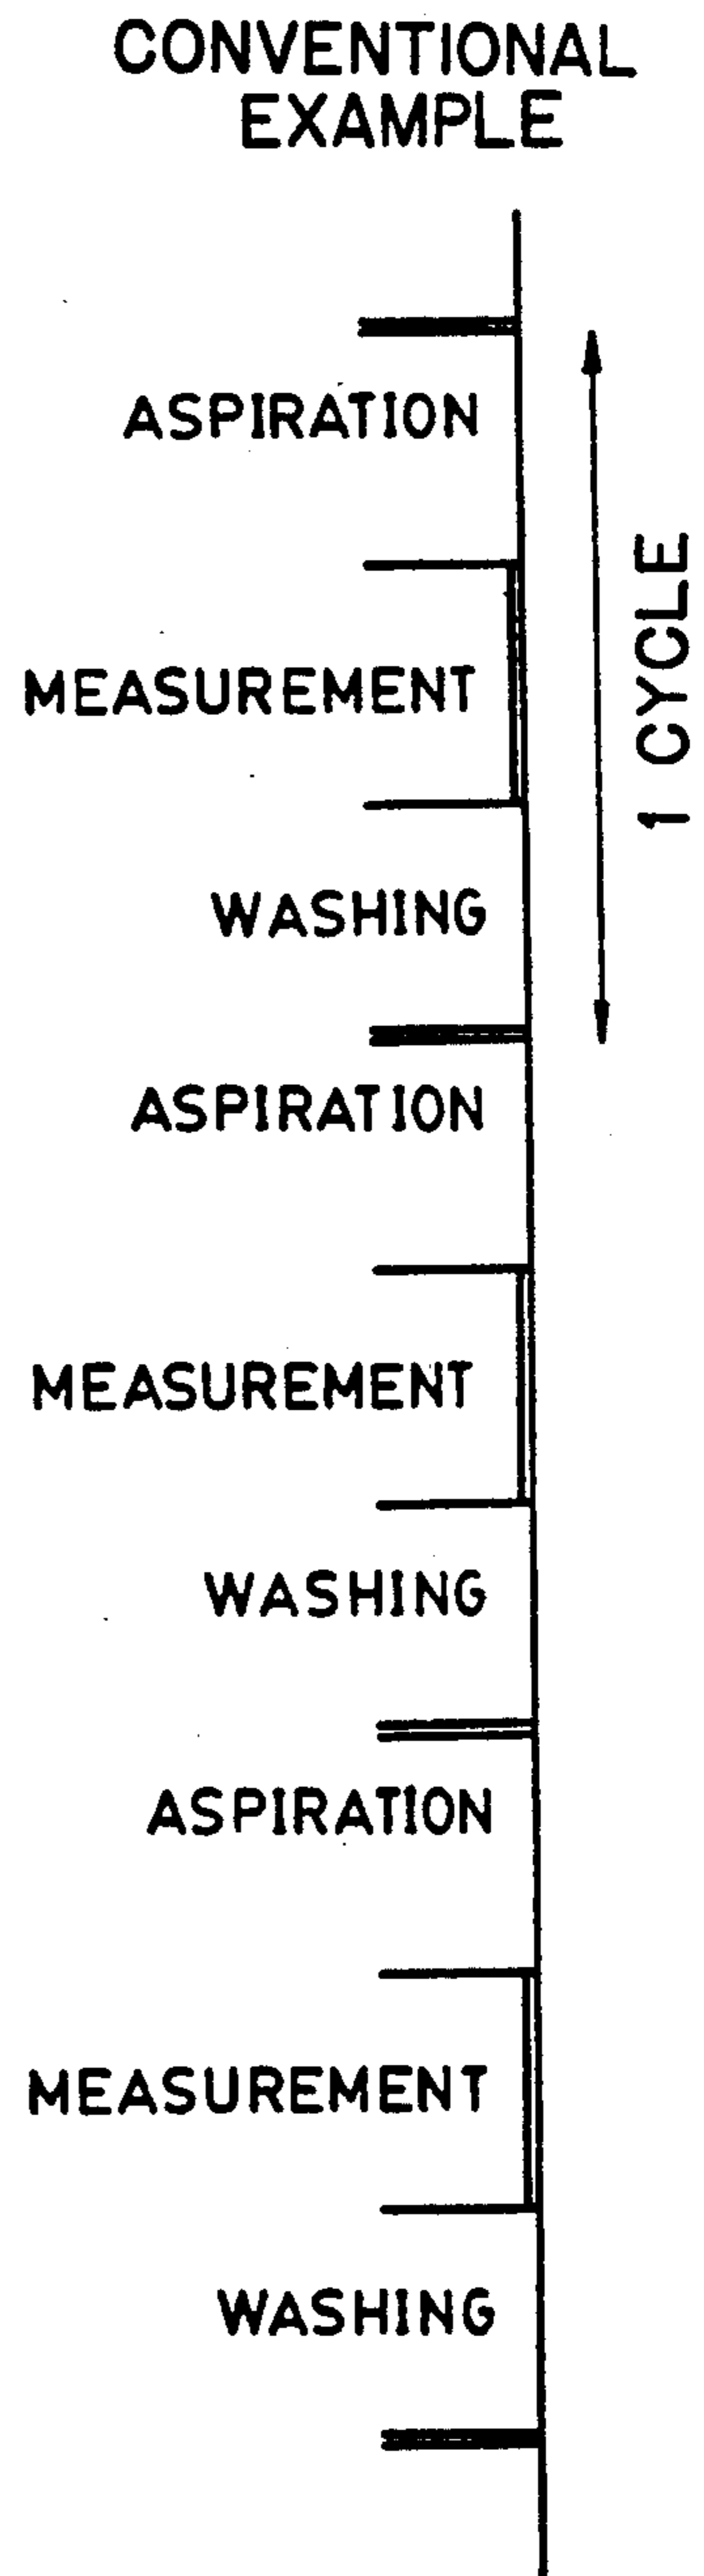 CONVENTIONAL
EXAMPLE
ASPIRATION
MEASUREMENT
1 CYCLE
WASHING
ASPIRATION
MEASUREMENT
WASHING
ASPIRATION
MEASUREMENT
WASHING